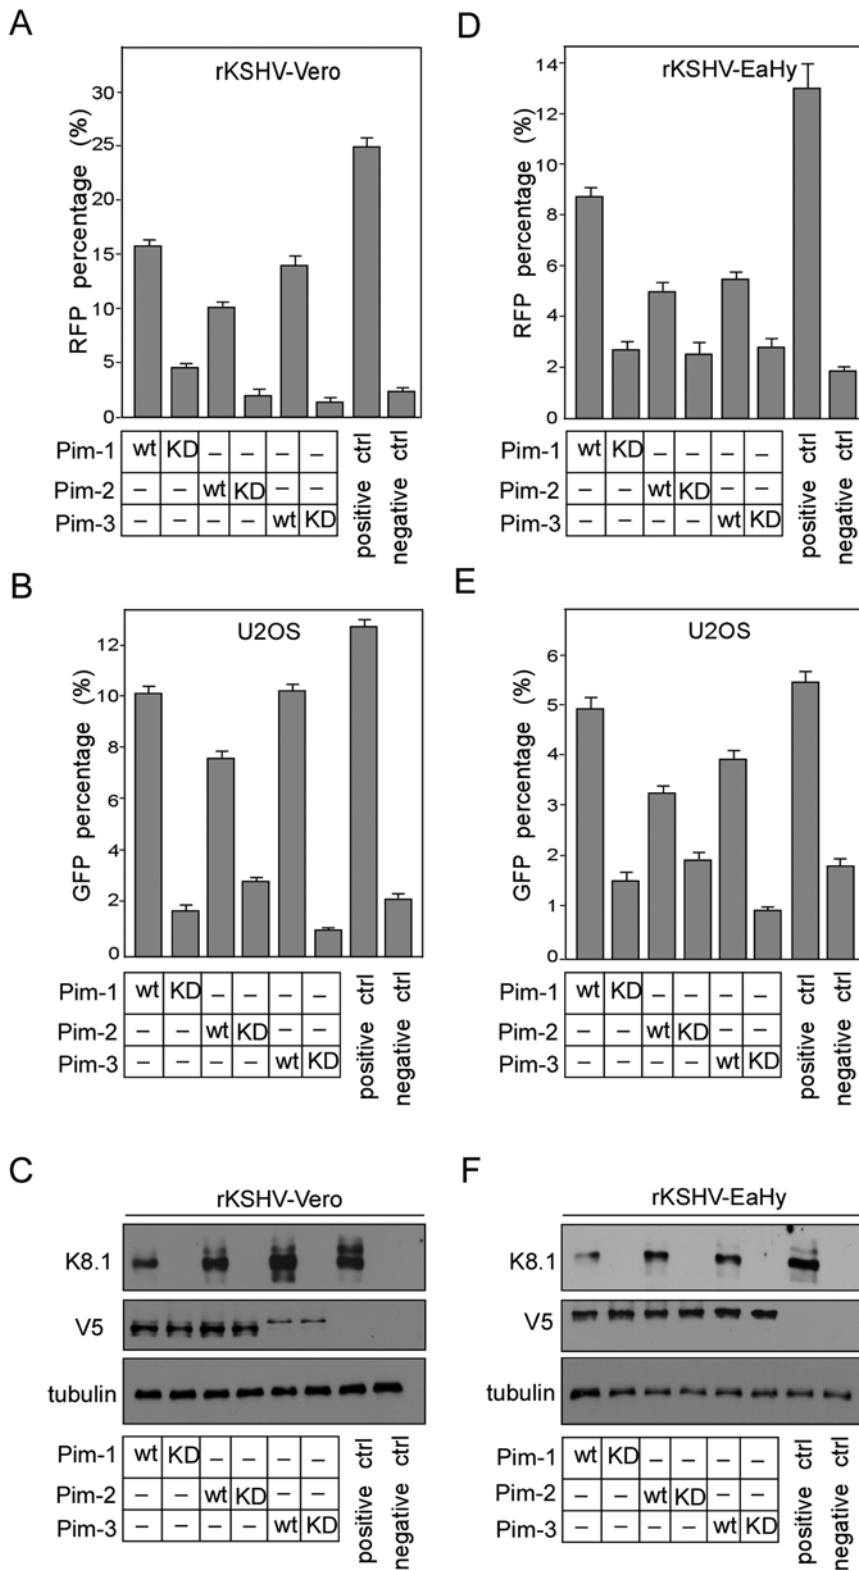 A
rKSHV-Vero
RFP percentage (%)
30
25
20
15
10
5
0
Pim-1 wt KD – – – –
Pim-2 – – wt KD – –
Pim-3 – – – – wt KD
positive ctrl
negative ctrl
D
rKSHV-EaHy
RFP percentage (%)
14
12
10
8
6
4
2
0
Pim-1 wt KD – – – –
Pim-2 – – wt KD – –
Pim-3 – – – – wt KD
positive ctrl
negative ctrl
B
U2OS
GFP percentage (%)
12
10
8
6
4
2
0
Pim-1 wt KD – – – –
Pim-2 – – wt KD – –
Pim-3 – – – – wt KD
positive ctrl
negative ctrl
E
U2OS
GFP percentage (%)
6
5
4
3
2
1
0
Pim-1 wt KD – – – –
Pim-2 – – wt KD – –
Pim-3 – – – – wt KD
positive ctrl
negative ctrl
C
rKSHV-Vero
K8.1
V5
tubulin
Pim-1 wt KD – – – –
Pim-2 – – wt KD – –
Pim-3 – – – – wt KD
positive ctrl
negative ctrl
F
rKSHV-EaHy
K8.1
V5
tubulin
Pim-1 wt KD – – – –
Pim-2 – – wt KD – –
Pim-3 – – – – wt KD
positive ctrl
negative ctrl